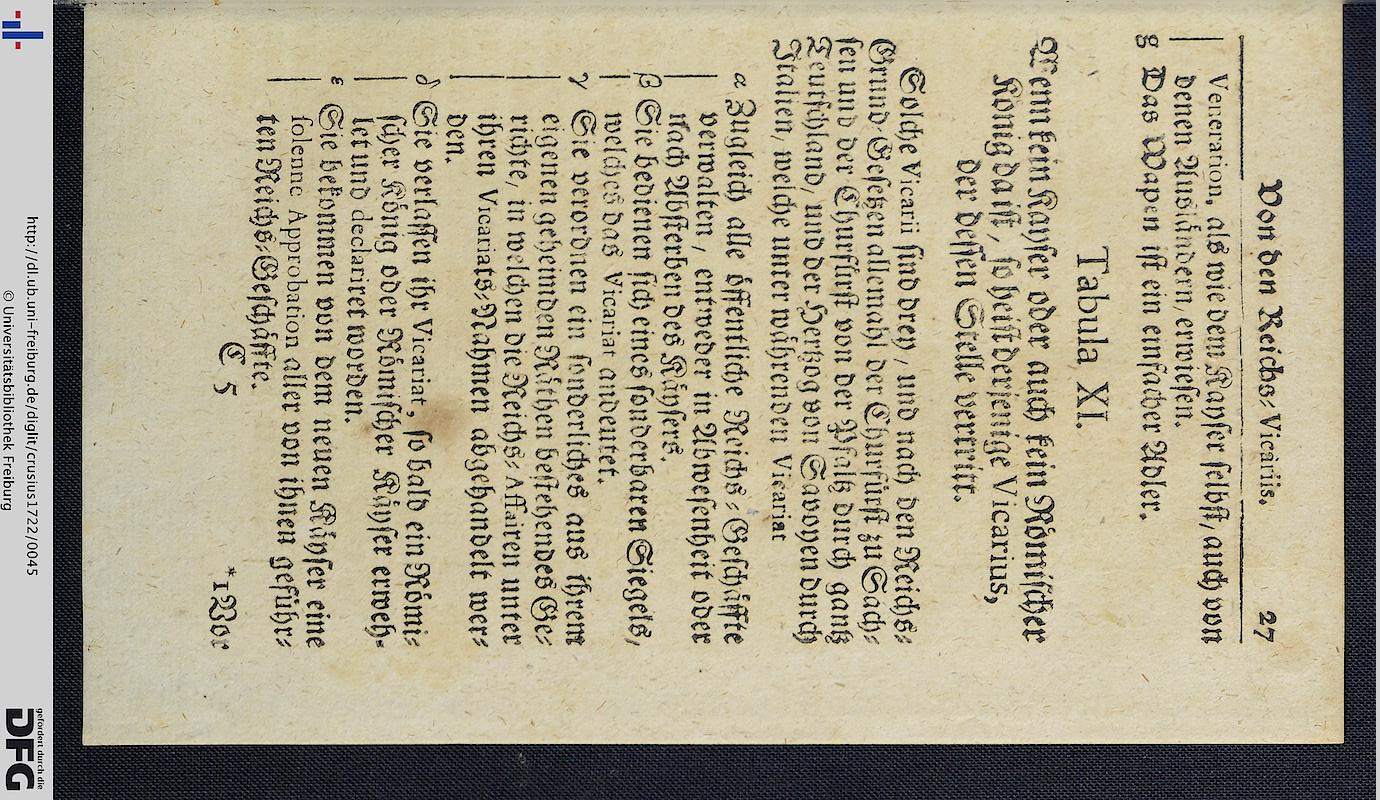 Von den Reichs-Vicariis. 27
Veneration, als wie dem Kayser selbst, auch von
denen Ausländern, erwiesen.
g Das Wapen ist ein einfacher Adler.
Tabula XI.
Wenn kein Kayser oder auch kein Römischer
König da ist, so heist derjenige Vicarius,
der dessen Stelle vertritt.
Solche Vicarii sind drey, und nach den Reichs-
Grund-Gesetzen allemahl der Churfürst zu Sach-
sen und der Churfürst von der Pfaltz durch gantz
Teutschland, und der Hertzog von Savoyen durch
Italien, welche unter währenden Vicariat
α Zugleich alle öffentliche Reichs-Geschäffte
verwalten, entweder in Abwesenheit oder
nach Absterben des Käysers.
β Sie bedienen sich eines sonderbaren Siegels,
welches das Vicariat andeutet.
γ Sie verordnen ein sonderliches aus ihrem
eigenen geheimden Räthen bestehendes Ge-
richte, in welchen die Reichs-Affairen unter
ihren Vicariats-Nahmen abgehandelt wer-
den.
δ Sie verlassen ihr Vicariat, so bald ein Römi-
scher König oder Römischer Käyser erweh-
let und declariret worden.
ε Sie bekommen von dem neuen Käyser eine
solenne Approbation aller von ihnen geführ-
ten Reichs-Geschäffte.
C 5
*1 Vor
http://dl.ub.uni-freiburg.de/diglit/crusius1722/0045
© Universitätsbibliothek Freiburg
gefördert durch die
DFG